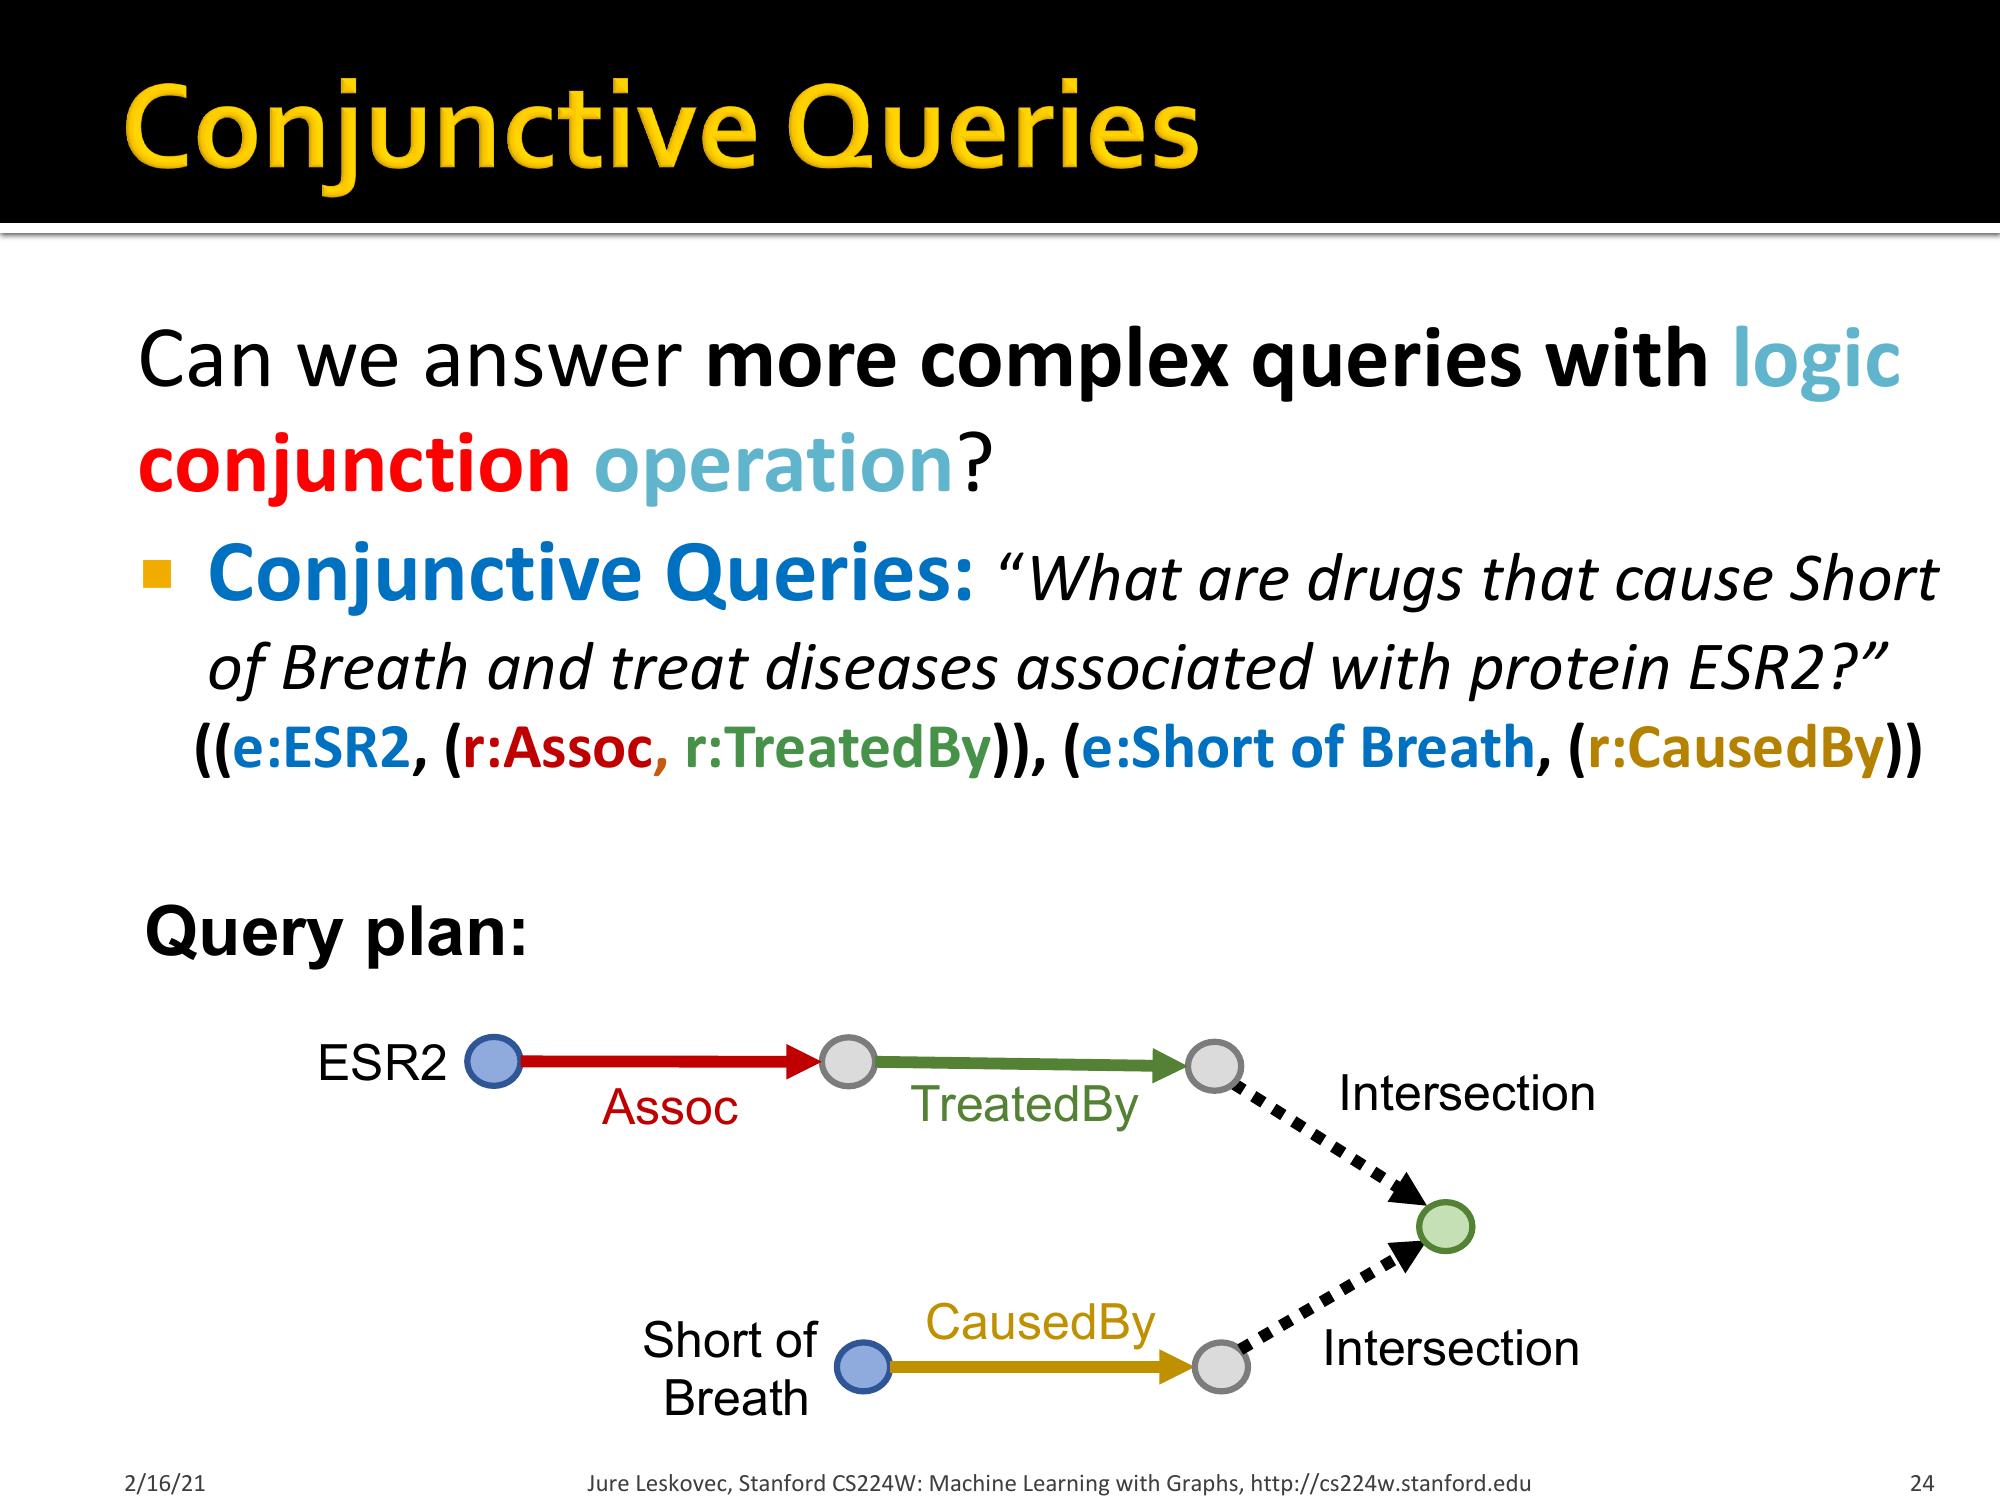 Conjunctive Queries
Can we answer more complex queries with logic
conjunction operation?
Conjunctive Queries: “What are drugs that cause Short
of Breath and treat diseases associated with protein ESR2?”
((e:ESR2, (r:Assoc, r:TreatedBy)), (e:Short of Breath, (r:CausedBy))
Query plan:
ESR2
Assoc
TreatedBy
Intersection
Short of
Breath
CausedBy
Intersection
2/16/21
Jure Leskovec, Stanford CS224W: Machine Learning with Graphs, http://cs224w.stanford.edu
24